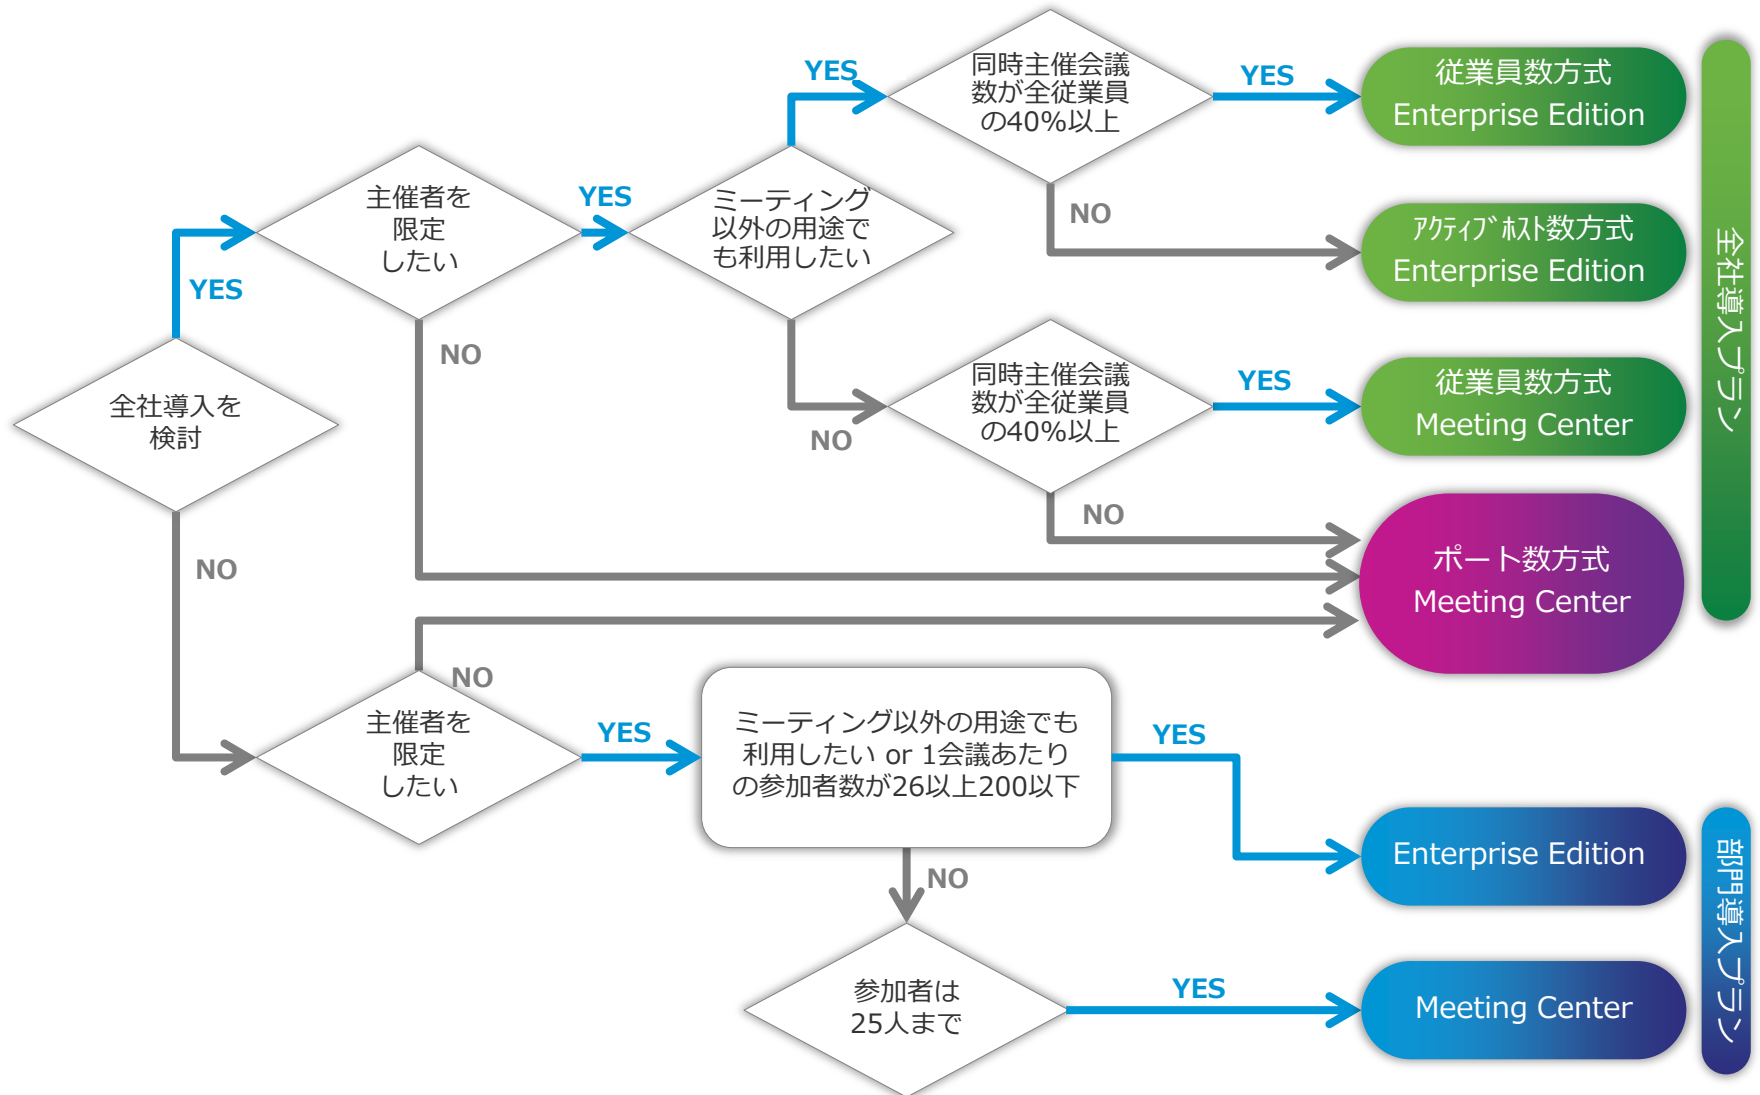 全社導入を
検討
YES
主催者を
限定
したい
YES
ミーティング
以外の用途で
も利用したい
YES
同時主催会議
数が全従業員
の40%以上
YES
従業員数方式
Enterprise Edition
NO
ｱｸﾃｨﾌﾞﾎｽﾄ数方式
Enterprise Edition
NO
同時主催会議
数が全従業員
の40%以上
YES
従業員数方式
Meeting Center
NO
NO
ポート数方式
Meeting Center
全社導入プラン
NO
主催者を
限定
したい
NO
YES
ミーティング以外の用途でも
利用したい or 1会議あたり
の参加者数が26以上200以下
YES
Enterprise Edition
NO
参加者は
25人まで
YES
Meeting Center
部門導入プラン